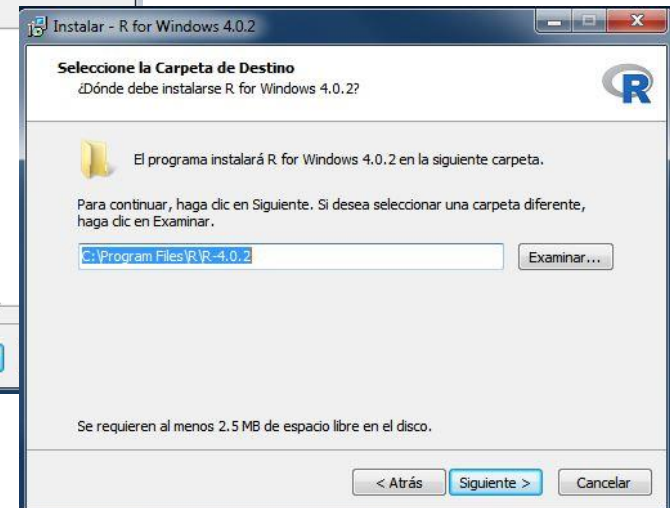 Instalar - R for Windows 4.0.2
Seleccione la Carpeta de Destino
¿Dónde debe instalarse R for Windows 4.0.2?
R
El programa instalará R for Windows 4.0.2 en la siguiente carpeta.
Para continuar, haga clic en Siguiente. Si desea seleccionar una carpeta diferente,
haga clic en Examinar.
C:\Program Files\R\R-4.0.2
Examinar...
Se requieren al menos 2.5 MB de espacio libre en el disco.
< Atrás
Siguiente >
Cancelar